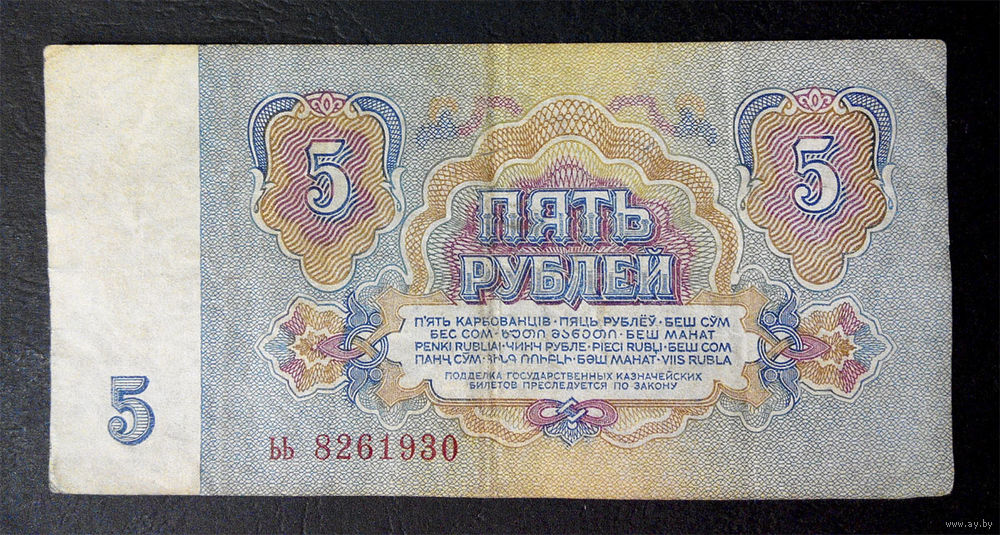 5
5
ПЯТЬ
РУБЛЕЙ
П'ЯТЬ КАРБОВАНЦІВ · ПЯЦЬ РУБЛЁЎ · БЕШ СЎМ
БЕС СОМ · ხუთი მანეთი · БЕШ МАНАТ
PENKI RUBLIAI · ЧИНЧ РУБЛЕ · PIECI RUBĻI · БЕШ СОМ
ПАНҶ СӮМ · ՀԻՆԳ ՌՈՒԲԼԻ · БӘШ МАНАТ · VIIS RUBLA
ПОДДЕЛКА ГОСУДАРСТВЕННЫХ КАЗНАЧЕЙСКИХ
БИЛЕТОВ ПРЕСЛЕДУЕТСЯ ПО ЗАКОНУ
5
ЬЬ 8261930
www.ay.by